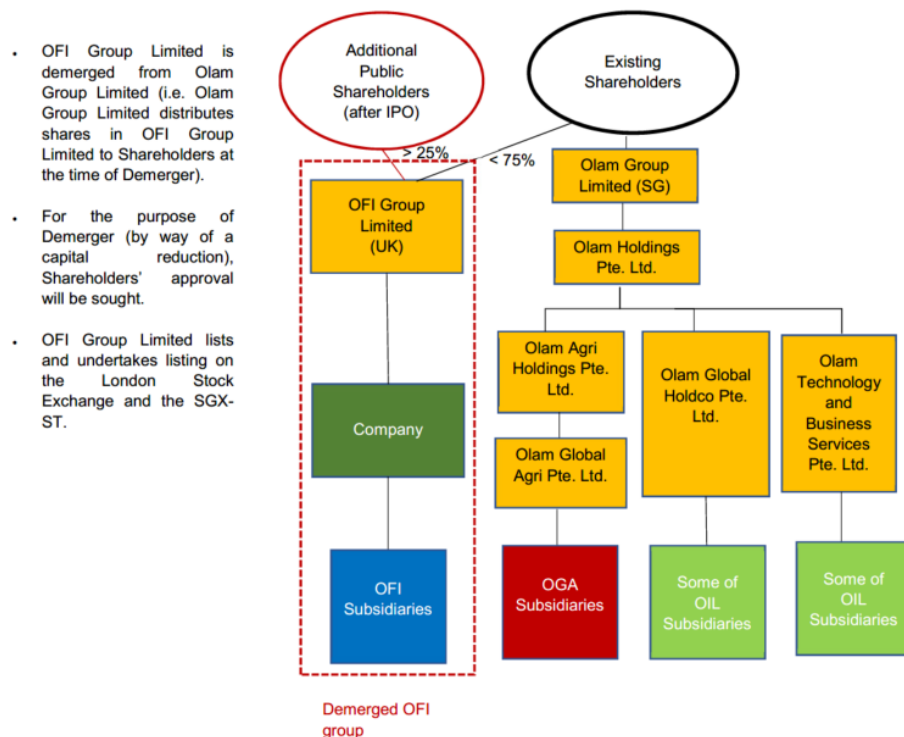 • OFI Group Limited is
demerged from Olam
Group Limited (i.e. Olam
Group Limited distributes
shares in OFI Group
Limited to Shareholders at
the time of Demerger).
• For the purpose of
Demerger (by way of a
capital reduction),
Shareholders' approval
will be sought.
• OFI Group Limited lists
and undertakes listing on
the London Stock
Exchange and the SGX-
ST.
Additional
Public
Shareholders
(after IPO)
Existing
Shareholders
> 25%
< 75%
OFI Group
Limited
(UK)
Company
OFI
Subsidiaries
Demerged OFI
group
Olam Group
Limited (SG)
Olam Holdings
Pte. Ltd.
Olam Agri
Holdings Pte.
Ltd.
Olam Global
Agri Pte. Ltd.
OGA
Subsidiaries
Olam Global
Holdco Pte.
Ltd.
Some of
OIL
Subsidiaries
Olam
Technology
and
Business
Services
Pte. Ltd.
Some of
OIL
Subsidiaries